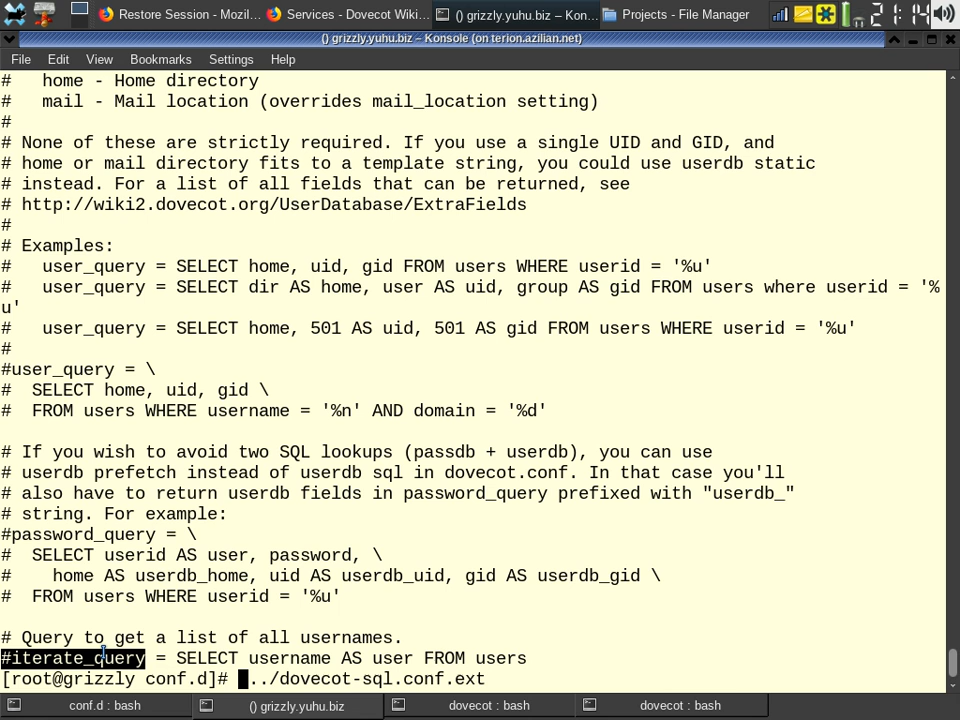 Restore Session - Mozil...
Services - Dovecot Wiki...
() grizzly.yuhu.biz – Kon...
Projects - File Manager
21:14
() grizzly.yuhu.biz – Konsole (on terion.azilian.net)
File Edit View Bookmarks Settings Help
#   home - Home directory
#   mail - Mail location (overrides mail_location setting)
#
# None of these are strictly required. If you use a single UID and GID, and
# home or mail directory fits to a template string, you could use userdb static
# instead. For a list of all fields that can be returned, see
# http://wiki2.dovecot.org/UserDatabase/ExtraFields
#
# Examples:
#   user_query = SELECT home, uid, gid FROM users WHERE userid = '%u'
#   user_query = SELECT dir AS home, user AS uid, group AS gid FROM users where userid = '%
u'
#   user_query = SELECT home, 501 AS uid, 501 AS gid FROM users WHERE userid = '%u'
#
#user_query = \
#  SELECT home, uid, gid \
#  FROM users WHERE username = '%n' AND domain = '%d'
# If you wish to avoid two SQL lookups (passdb + userdb), you can use
# userdb prefetch instead of userdb sql in dovecot.conf. In that case you'll
# also have to return userdb fields in password_query prefixed with "userdb_"
# string. For example:
#password_query = \
#  SELECT userid AS user, password, \
#    home AS userdb_home, uid AS userdb_uid, gid AS userdb_gid \
#  FROM users WHERE userid = '%u'
# Query to get a list of all usernames.
#iterate_query = SELECT username AS user FROM users
[root@grizzly conf.d]# ../dovecot-sql.conf.ext
conf.d : bash
() grizzly.yuhu.biz
dovecot : bash
dovecot : bash